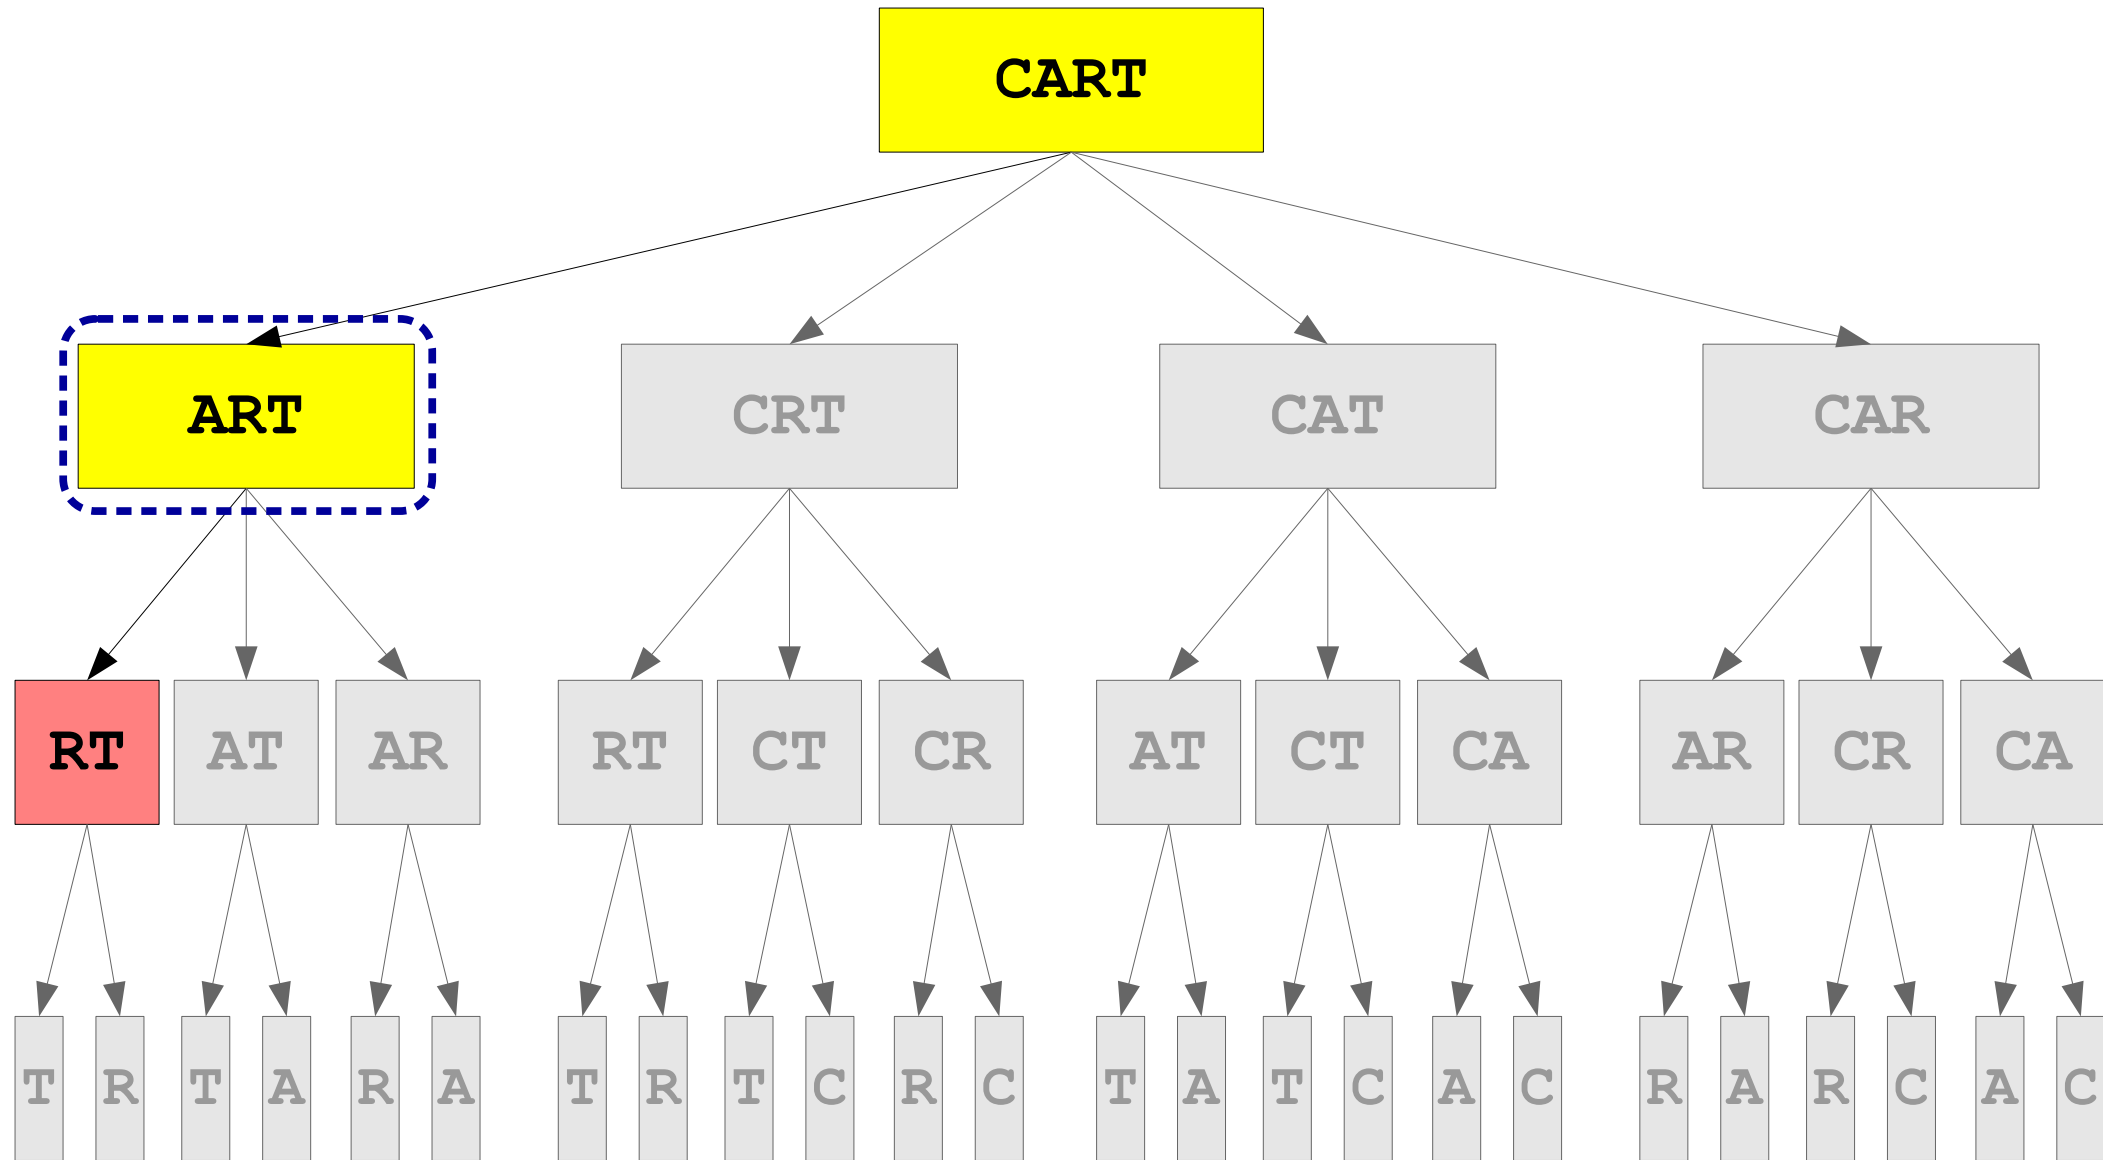 CART
ART CRT CAT CAR
RT AT AR RT CT CR AT CT CA AR CR CA
T R T A R A T R T C R C T A T C A C R A R C A C